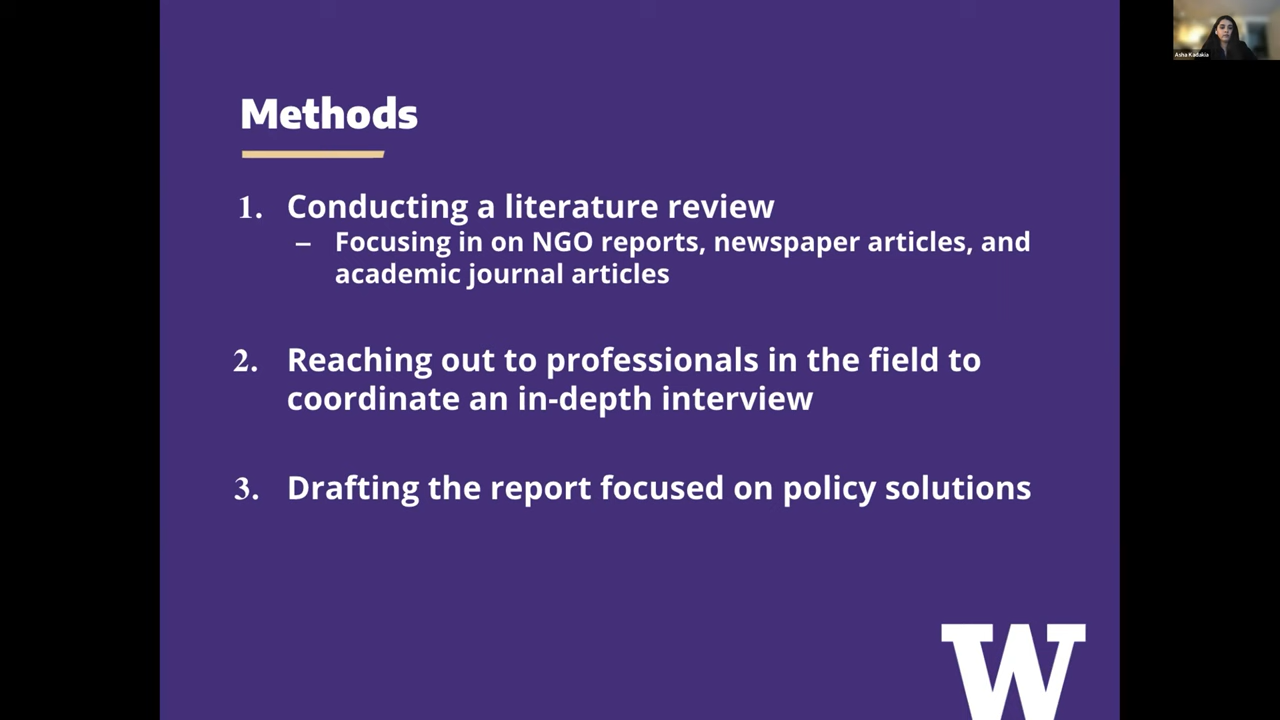 Asha Kadakia
Methods
1. Conducting a literature review
– Focusing in on NGO reports, newspaper articles, and
academic journal articles
2. Reaching out to professionals in the field to
coordinate an in-depth interview
3. Drafting the report focused on policy solutions
W